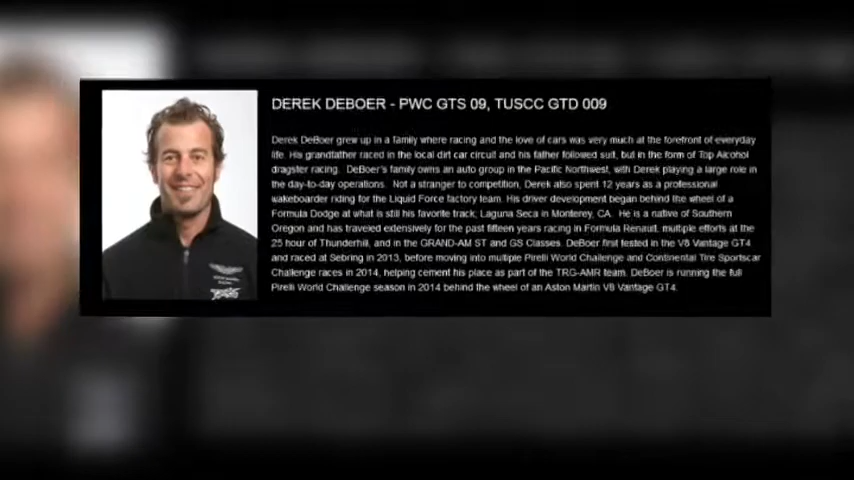 DEREK DEBOER - PWC GTS 09, TUSCC GTD 009
Derek DeBoer grew up in a family where racing and the love of cars was very much at the forefront of everyday
life. His grandfather raced in the local dirt car circuit and his father followed suit, but in the form of Top Alcohol
dragster racing. DeBoer's family owns an auto group in the Pacific Northwest, with Derek playing a large role in
the day-to-day operations. Not a stranger to competition, Derek also spent 12 years as a professional
wakeboarder riding for the Liquid Force factory team. His driver development began behind the wheel of a
Formula Dodge at what is still his favorite track; Laguna Seca in Monterey, CA. He is a native of Southern
Oregon and has traveled extensively for the past fifteen years racing in Formula Renault, multiple efforts at the
25 hour of Thunderhill, and in the GRAND-AM ST and GS Classes. DeBoer first tested in the V8 Vantage GT4
and raced at Sebring in 2013, before moving into multiple Pirelli World Challenge and Continental Tire Sportscar
Challenge races in 2014, helping cement his place as part of the TRG-AMR team. DeBoer is running the full
Pirelli World Challenge season in 2014 behind the wheel of an Aston Martin V8 Vantage GT4.